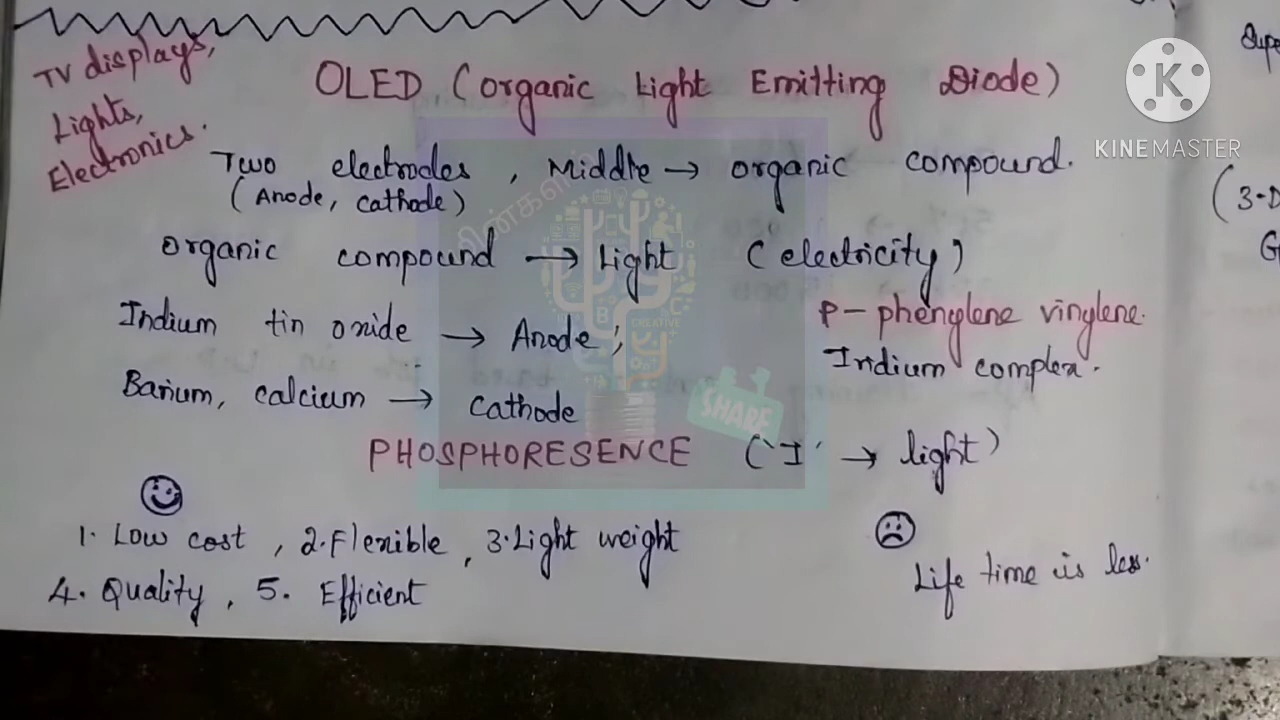 TV displays,
Lights,
Electronics.
OLED (Organic Light Emitting Diode)
Two electrodes, Middle → organic compound.
(Anode, cathode)
Organic compound → Light (electricity)
Indium tin oxide → Anode;
P-phenylene vinylene.
Indium complex.
Barium, calcium → cathode
PHOSPHORESENCE ('I' → light)
1. Low cost, 2. Flexible, 3. Light weight
4. Quality, 5. Efficient
Life time is less.
K
KINEMASTER
CREATIVE
SHARE
(3-D